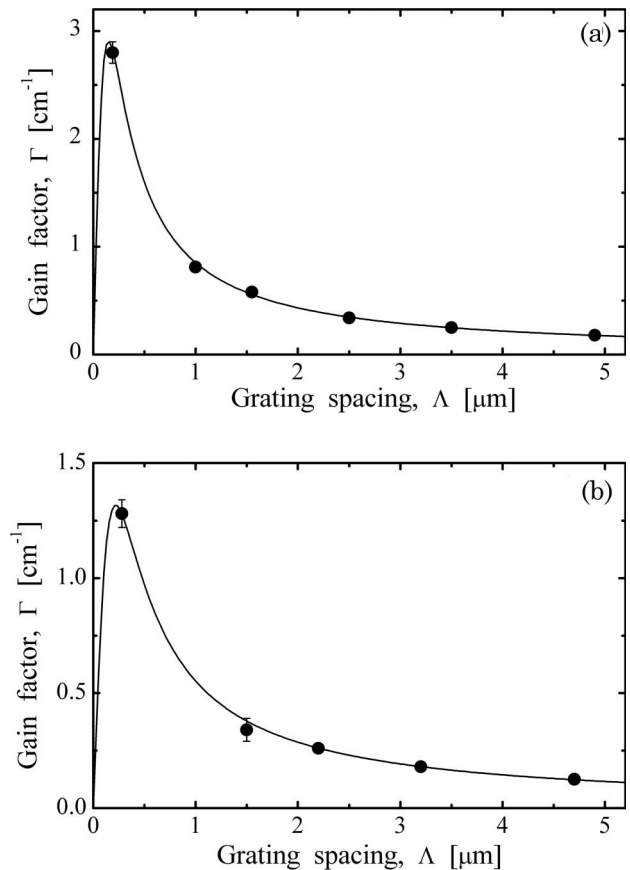 (a)
3
2
1
0
Gain factor, Γ [cm⁻¹]
0 1 2 3 4 5
Grating spacing, Λ [μm]
(b)
1.5
1.0
0.5
0.0
Gain factor, Γ [cm⁻¹]
0 1 2 3 4 5
Grating spacing, Λ [μm]